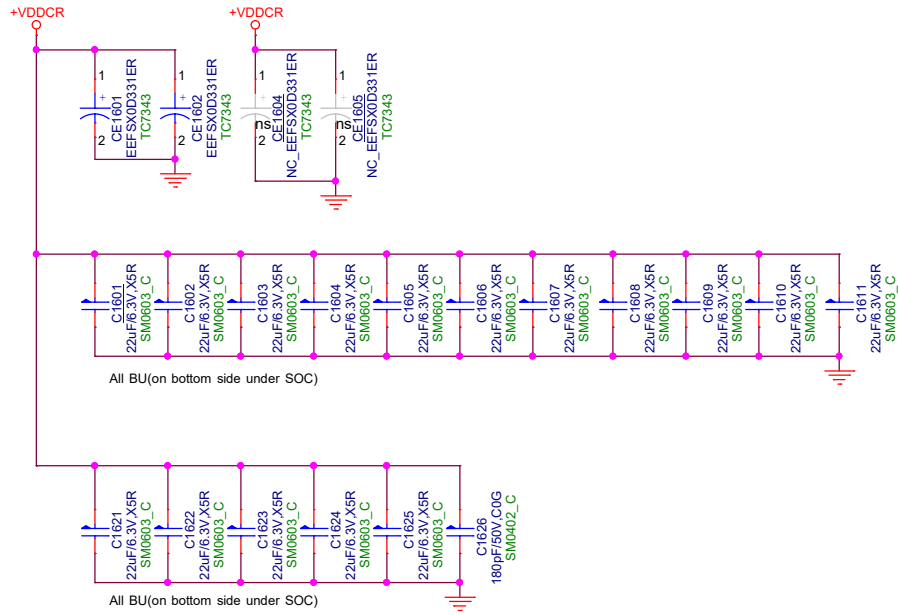 +VDDCR
+VDDCR
1
CE1601
EEFSX0D331ER
TC7343
2
1
CE1602
EEFSX0D331ER
TC7343
2
1
ns
CE1604
NC_EEFSX0D331ER
TC7343
2
1
ns
CE1605
NC_EEFSX0D331ER
TC7343
2
C1601
22uF/6.3V,X5R
SM0603_C
C1602
22uF/6.3V,X5R
SM0603_C
C1603
22uF/6.3V,X5R
SM0603_C
C1604
22uF/6.3V,X5R
SM0603_C
C1605
22uF/6.3V,X5R
SM0603_C
C1606
22uF/6.3V,X5R
SM0603_C
C1607
22uF/6.3V,X5R
SM0603_C
C1608
22uF/6.3V,X5R
SM0603_C
C1609
22uF/6.3V,X5R
SM0603_C
C1610
22uF/6.3V,X5R
SM0603_C
C1611
22uF/6.3V,X5R
SM0603_C
All BU(on bottom side under SOC)
C1621
22uF/6.3V,X5R
SM0603_C
C1622
22uF/6.3V,X5R
SM0603_C
C1623
22uF/6.3V,X5R
SM0603_C
C1624
22uF/6.3V,X5R
SM0603_C
C1625
22uF/6.3V,X5R
SM0603_C
C1626
180pF/50V,C0G
SM0402_C
All BU(on bottom side under SOC)